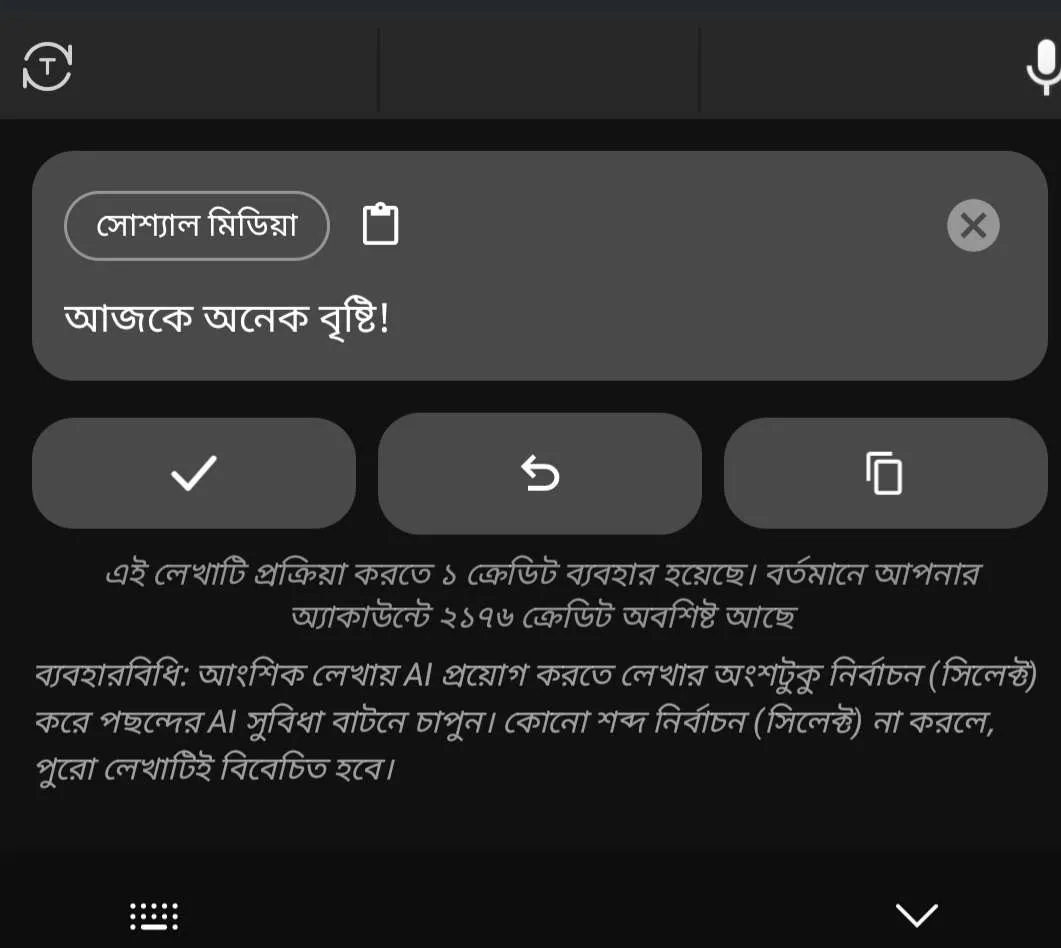 T
সোশ্যাল মিডিয়া
আজকে অনেক বৃষ্টি!
এই লেখাটি প্রক্রিয়া করতে ১ ক্রেডিট ব্যবহার হয়েছে। বর্তমানে আপনার
অ্যাকাউন্টে ২১৭৬ ক্রেডিট অবশিষ্ট আছে
ব্যবহারবিধি: আংশিক লেখায় AI প্রয়োগ করতে লেখার অংশটুকু নির্বাচন (সিলেক্ট)
করে পছন্দের AI সুবিধা বাটনে চাপুন। কোনো শব্দ নির্বাচন (সিলেক্ট) না করলে,
পুরো লেখাটিই বিবেচিত হবে।